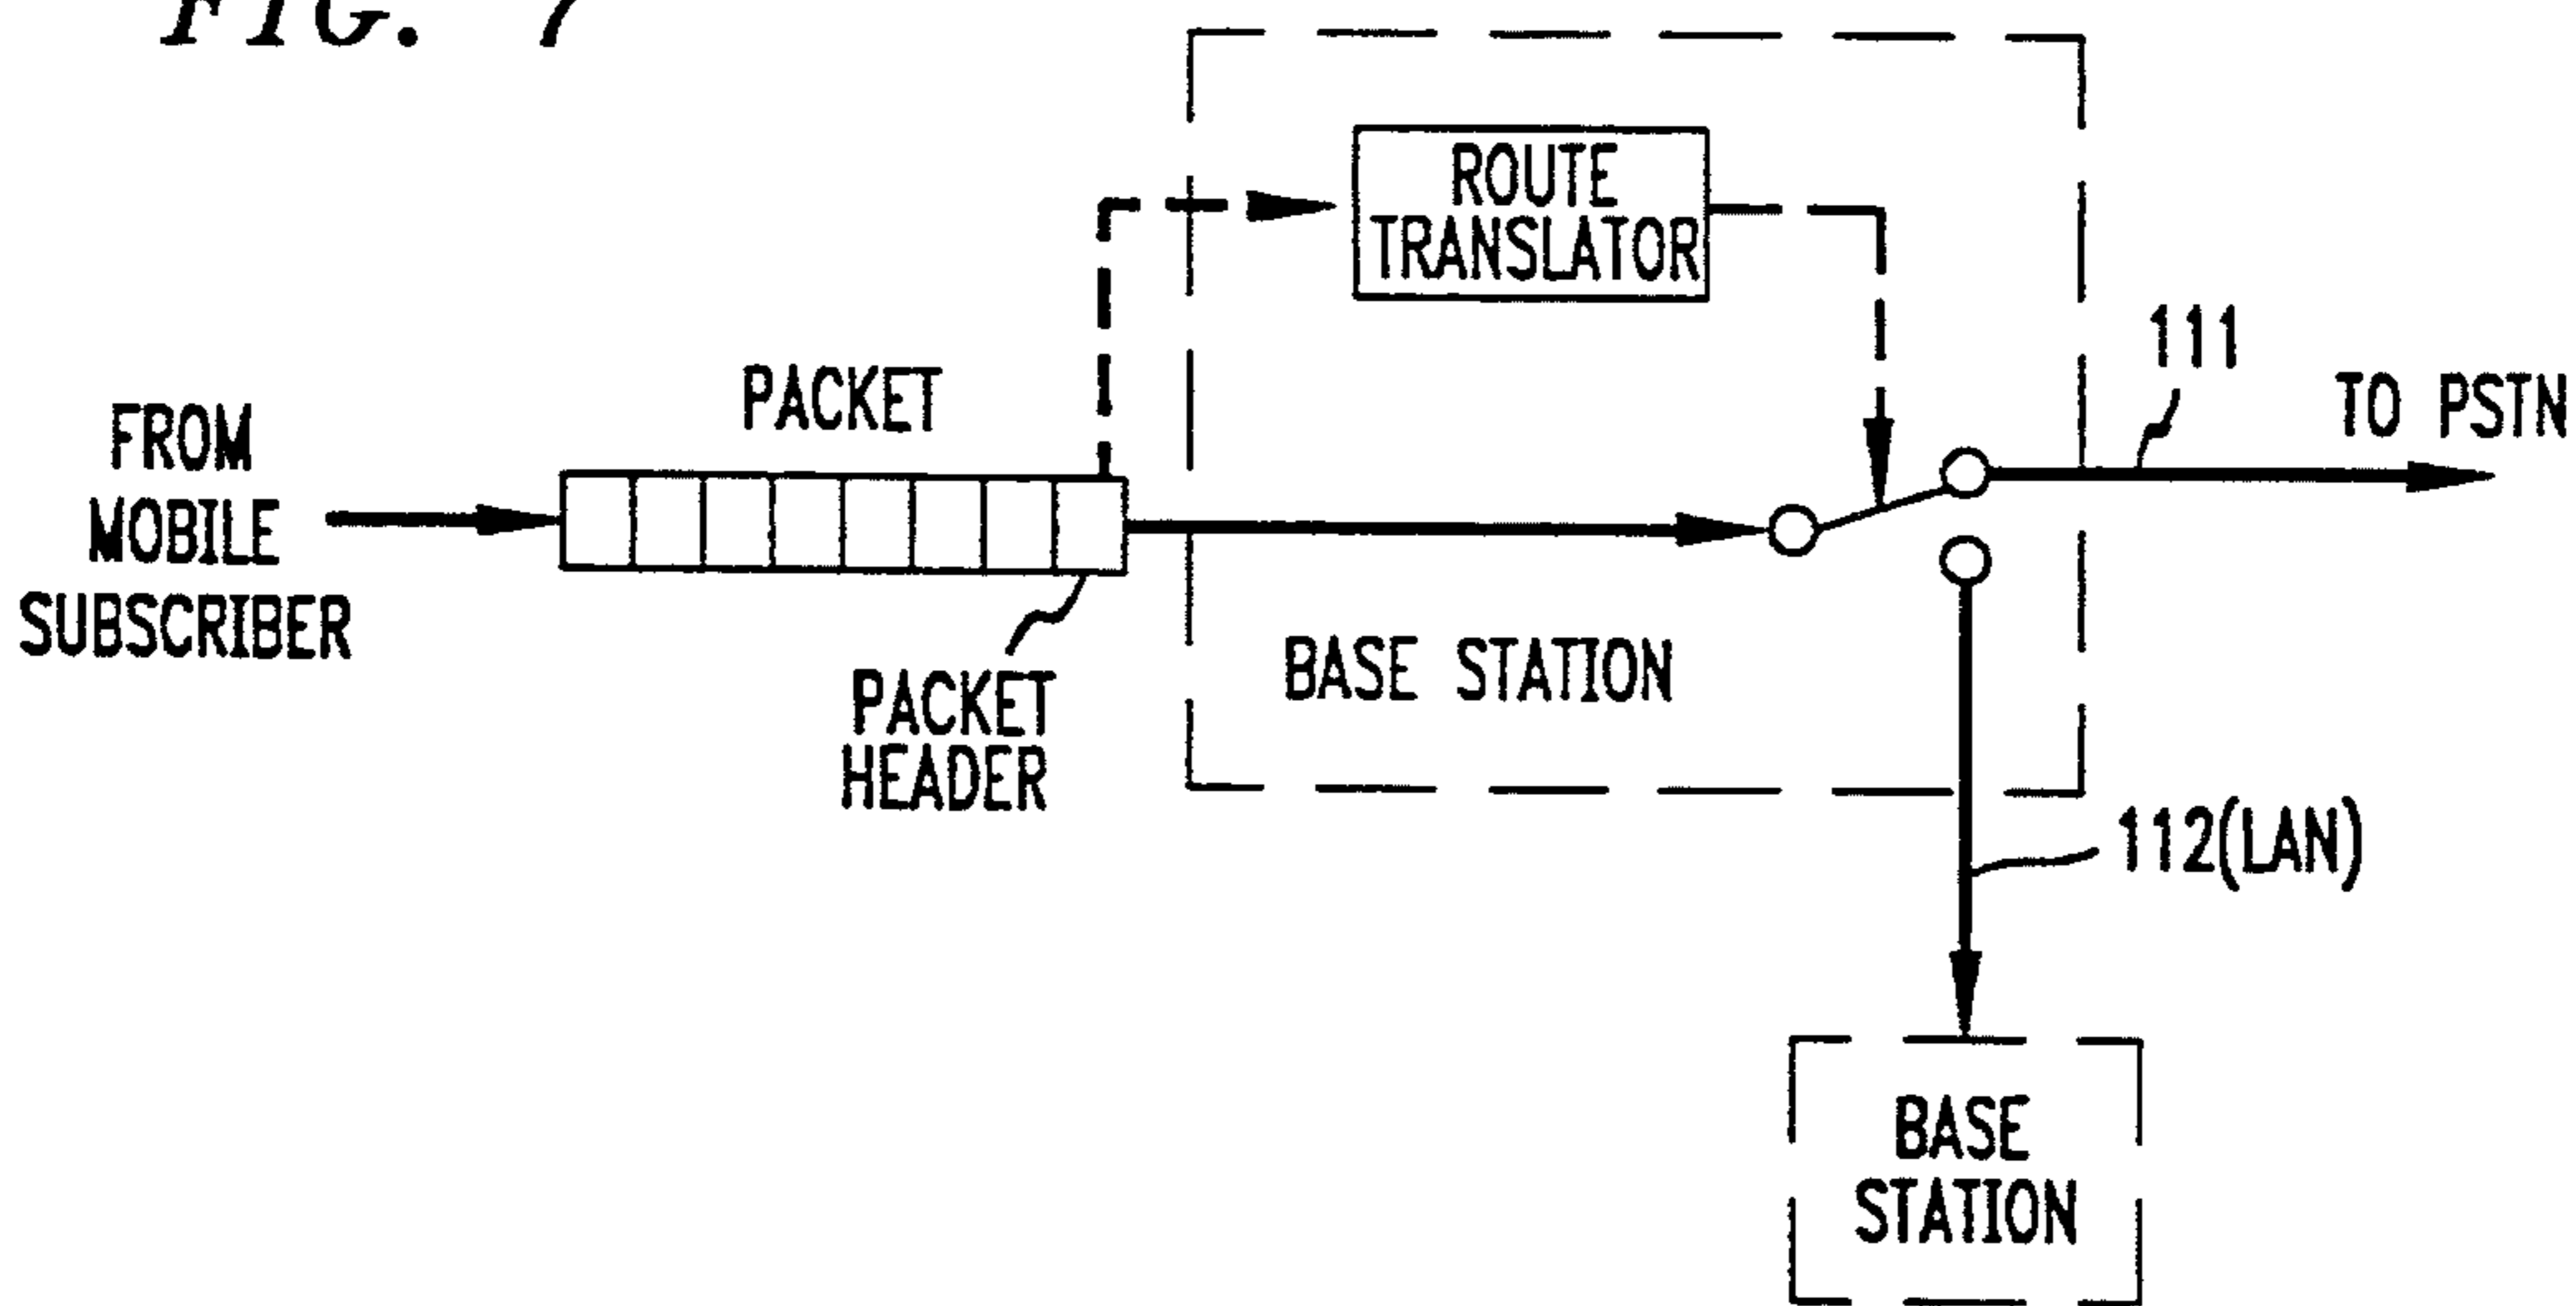 FIG. 7
ROUTE
TRANSLATOR
111
TO PSTN
PACKET
FROM
MOBILE
SUBSCRIBER
PACKET
HEADER
BASE STATION
112(LAN)
BASE
STATION